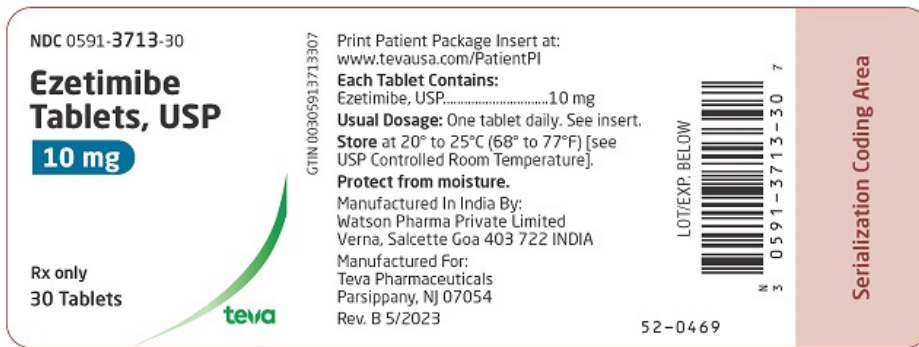 NDC 0591-3713-30
Ezetimibe
Tablets, USP
10 mg
Rx only
30 Tablets
teva
GTIN 00305913713307
Print Patient Package Insert at:
www.tevausa.com/PatientPI
Each Tablet Contains:
Ezetimibe, USP..............................10 mg
Usual Dosage: One tablet daily. See insert.
Store at 20° to 25°C (68° to 77°F) [see
USP Controlled Room Temperature].
Protect from moisture.
Manufactured In India By:
Watson Pharma Private Limited
Verna, Salcette Goa 403 722 INDIA
Manufactured For:
Teva Pharmaceuticals
Parsippany, NJ 07054
Rev. B 5/2023
52-0469
LOT/EXP. BELOW
N 3 0591-3713-30 7
Serialization Coding Area